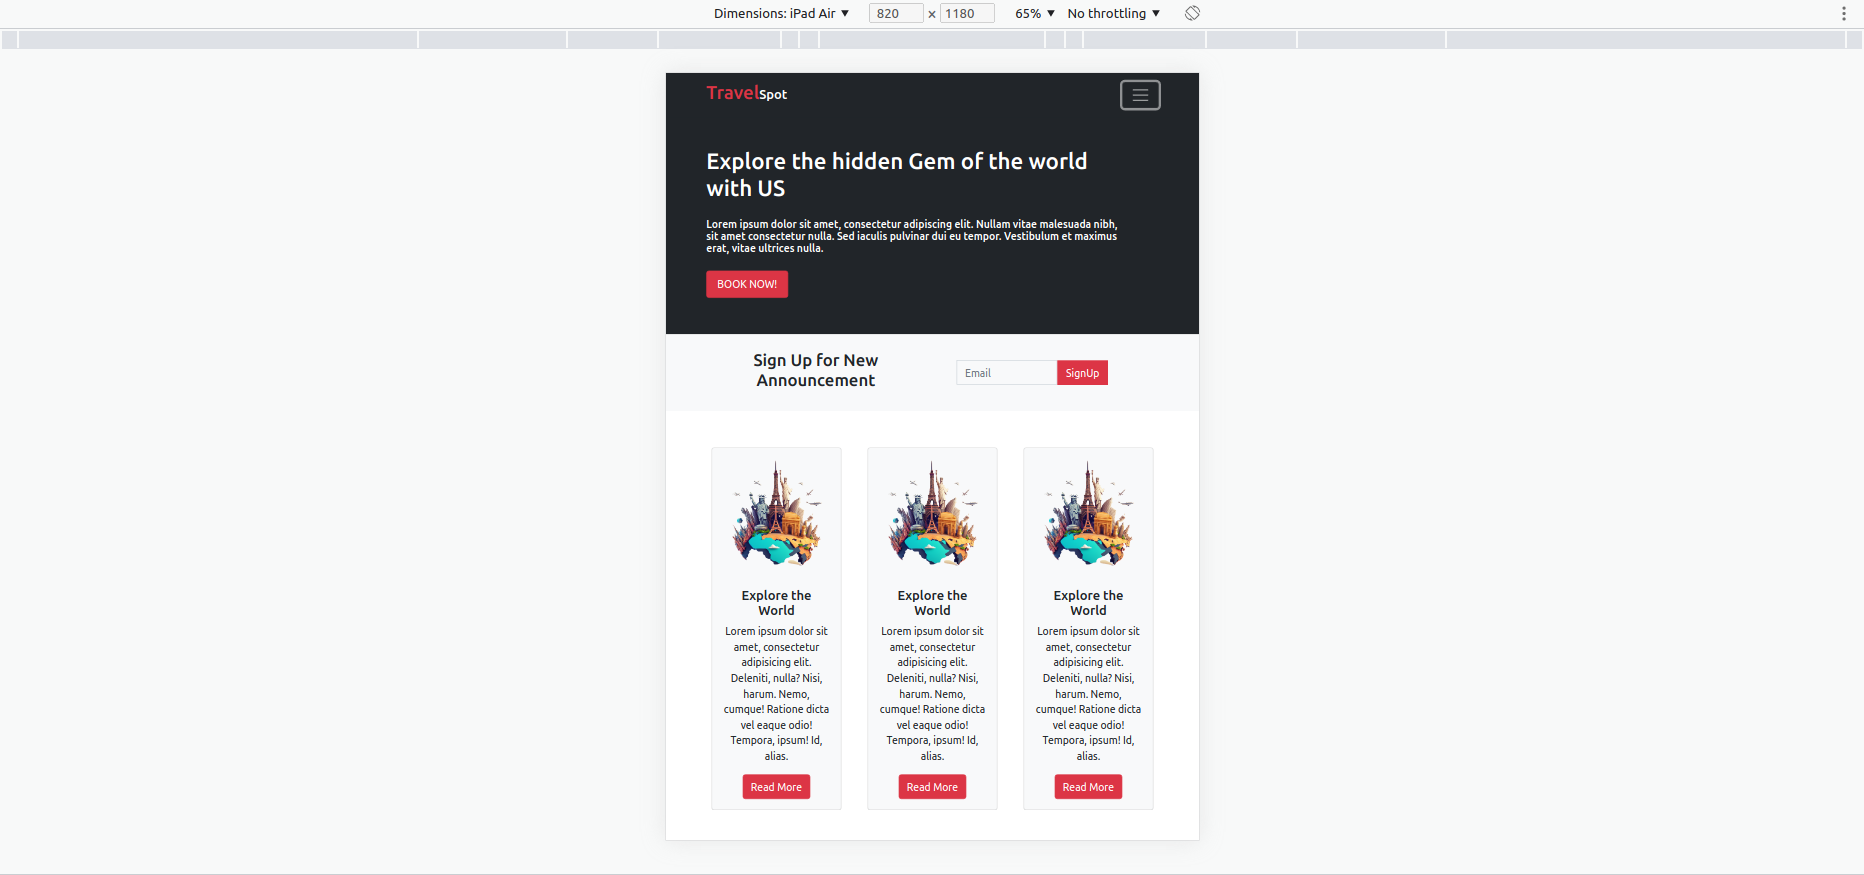 Dimensions: iPad Air ▼ 820 × 1180 65% ▼ No throttling ▼
TravelSpot
Explore the hidden Gem of the world
with US
Lorem ipsum dolor sit amet, consectetur adipiscing elit. Nullam vitae malesuada nibh,
sit amet consectetur nulla. Sed iaculis pulvinar dui eu tempor. Vestibulum et maximus
erat, vitae ultrices nulla.
BOOK NOW!
Sign Up for New
Announcement
Email SignUp
Explore the
World
Lorem ipsum dolor sit
amet, consectetur
adipisicing elit.
Deleniti, nulla? Nisi,
harum. Nemo,
cumque! Ratione dicta
vel eaque odio!
Tempora, ipsum! Id,
alias.
Read More
Explore the
World
Lorem ipsum dolor sit
amet, consectetur
adipisicing elit.
Deleniti, nulla? Nisi,
harum. Nemo,
cumque! Ratione dicta
vel eaque odio!
Tempora, ipsum! Id,
alias.
Read More
Explore the
World
Lorem ipsum dolor sit
amet, consectetur
adipisicing elit.
Deleniti, nulla? Nisi,
harum. Nemo,
cumque! Ratione dicta
vel eaque odio!
Tempora, ipsum! Id,
alias.
Read More